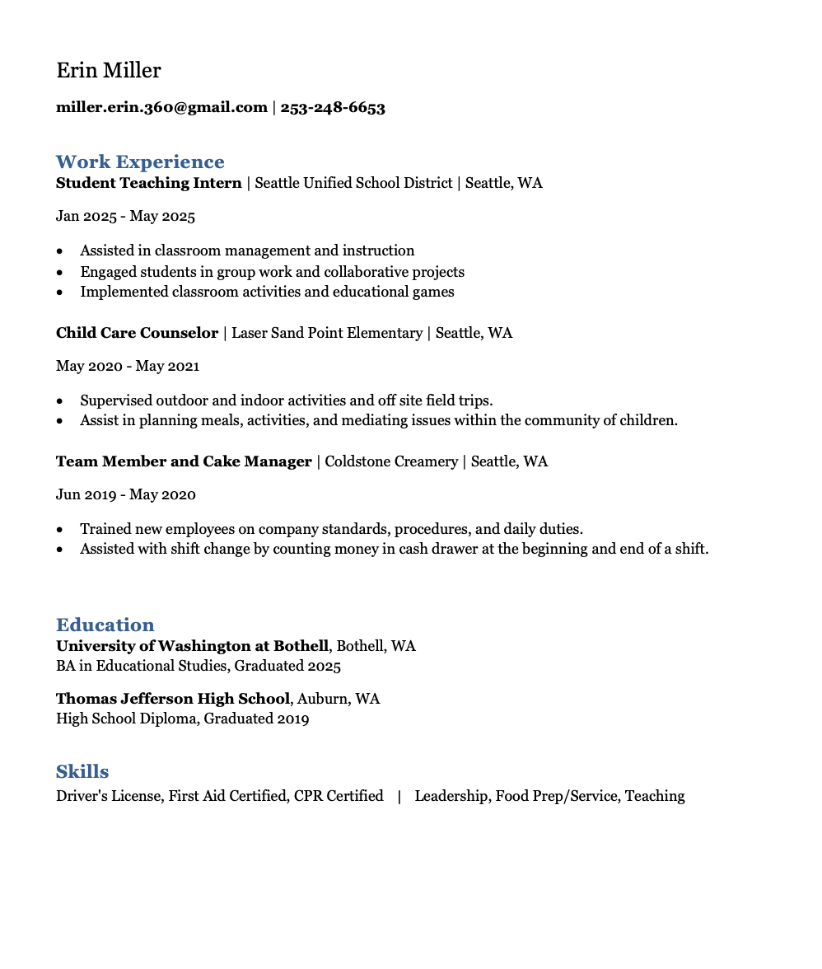 Erin Miller
miller.erin.360@gmail.com | 253-248-6653
Work Experience
Student Teaching Intern | Seattle Unified School District | Seattle, WA
Jan 2025 - May 2025
• Assisted in classroom management and instruction
• Engaged students in group work and collaborative projects
• Implemented classroom activities and educational games
Child Care Counselor | Laser Sand Point Elementary | Seattle, WA
May 2020 - May 2021
• Supervised outdoor and indoor activities and off site field trips.
• Assist in planning meals, activities, and mediating issues within the community of children.
Team Member and Cake Manager | Coldstone Creamery | Seattle, WA
Jun 2019 - May 2020
• Trained new employees on company standards, procedures, and daily duties.
• Assisted with shift change by counting money in cash drawer at the beginning and end of a shift.
Education
University of Washington at Bothell, Bothell, WA
BA in Educational Studies, Graduated 2025
Thomas Jefferson High School, Auburn, WA
High School Diploma, Graduated 2019
Skills
Driver's License, First Aid Certified, CPR Certified | Leadership, Food Prep/Service, Teaching